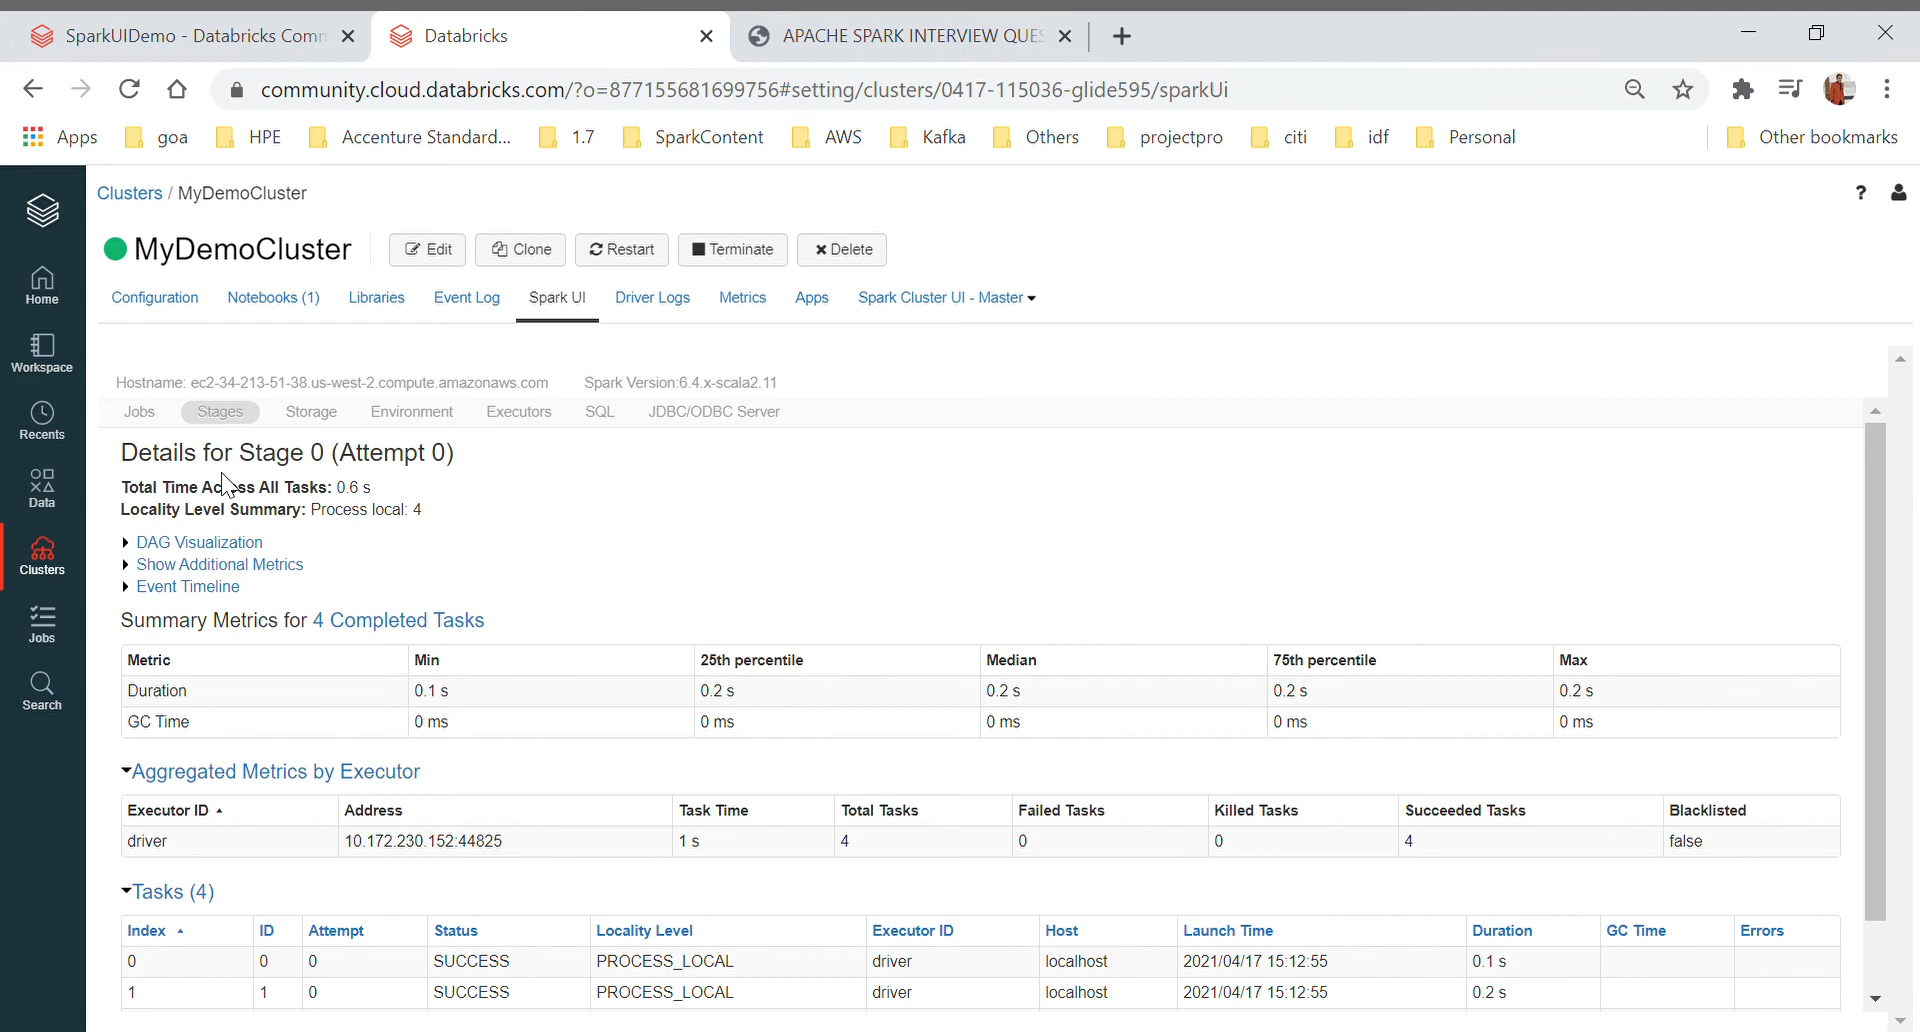 SparkUIDemo - Databricks Comm
Databricks
APACHE SPARK INTERVIEW QUES
community.cloud.databricks.com/?o=877155681699756#setting/clusters/0417-115036-glide595/sparkUi
Apps goa HPE Accenture Standard... 1.7 SparkContent AWS Kafka Others projectpro citi idf Personal Other bookmarks
Clusters / MyDemoCluster ?
MyDemoCluster Edit Clone Restart Terminate Delete
Configuration Notebooks (1) Libraries Event Log Spark UI Driver Logs Metrics Apps Spark Cluster UI - Master
Home
Workspace
Recents
Data
Clusters
Jobs
Search
Hostname: ec2-34-213-51-38.us-west-2.compute.amazonaws.com Spark Version:6.4.x-scala2.11
Jobs Stages Storage Environment Executors SQL JDBC/ODBC Server
Details for Stage 0 (Attempt 0)
Total Time Across All Tasks: 0.6 s
Locality Level Summary: Process local: 4
DAG Visualization
Show Additional Metrics
Event Timeline
Summary Metrics for 4 Completed Tasks
Metric Min 25th percentile Median 75th percentile Max
Duration 0.1 s 0.2 s 0.2 s 0.2 s 0.2 s
GC Time 0 ms 0 ms 0 ms 0 ms 0 ms
Aggregated Metrics by Executor
Executor ID Address Task Time Total Tasks Failed Tasks Killed Tasks Succeeded Tasks Blacklisted
driver 10.172.230.152:44825 1 s 4 0 0 4 false
Tasks (4)
Index ID Attempt Status Locality Level Executor ID Host Launch Time Duration GC Time Errors
0 0 0 SUCCESS PROCESS_LOCAL driver localhost 2021/04/17 15:12:55 0.1 s
1 1 0 SUCCESS PROCESS_LOCAL driver localhost 2021/04/17 15:12:55 0.2 s